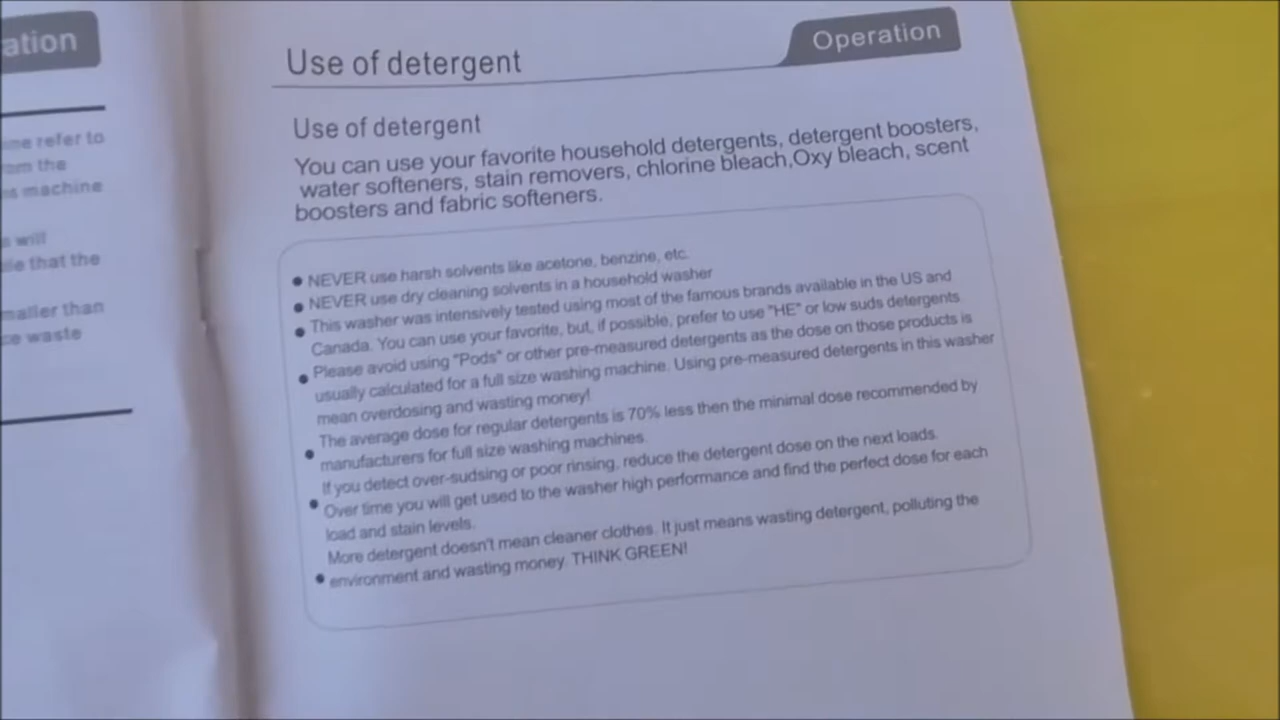 ation
ine refer to
om the
s machine
s will
le that the
maller than
ce waste
Operation
Use of detergent
Use of detergent
You can use your favorite household detergents, detergent boosters,
water softeners, stain removers, chlorine bleach,Oxy bleach, scent
boosters and fabric softeners.
● NEVER use harsh solvents like acetone, benzine, etc.
● NEVER use dry cleaning solvents in a household washer
● This washer was intensively tested using most of the famous brands available in the US and
Canada. You can use your favorite, but, if possible, prefer to use "HE" or low suds detergents
● Please avoid using "Pods" or other pre-measured detergents as the dose on those products is
usually calculated for a full size washing machine. Using pre-measured detergents in this washer
mean overdosing and wasting money!
● The average dose for regular detergents is 70% less then the minimal dose recommended by
manufacturers for full size washing machines.
● If you detect over-sudsing or poor rinsing, reduce the detergent dose on the next loads.
Over time you will get used to the washer high performance and find the perfect dose for each
load and stain levels.
● More detergent doesn't mean cleaner clothes. It just means wasting detergent, polluting the
environment and wasting money. THINK GREEN!